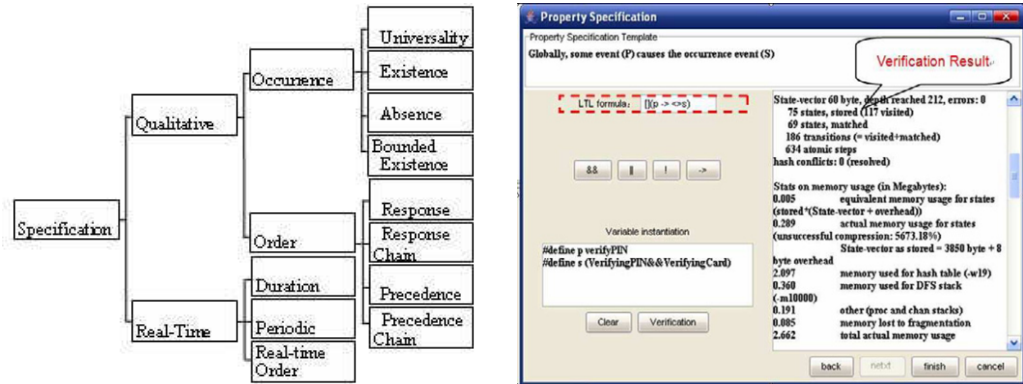 Universality
Occurrence
Existence
Qualitative
Absence
Bounded
Existence
Specification
Response
Order
Response
Chain
Duration
Precedence
Real-Time
Periodic
Precedence
Chain
Real-time
Order
Property Specification
Property Specification Template
Globally, some event (P) causes the occurrence event (S)
Verification Result
LTL formula:
[](p -> <>s)
&&
||
!
->
Variable instantiation
#define p verifyPIN
#define s (VerifyingPIN&&VerifyingCard)
Clear
Verification
State-vector 60 byte, depth reached 212, errors: 0
75 states, stored (117 visited)
69 states, matched
186 transitions (= visited+matched)
634 atomic steps
hash conflicts: 0 (resolved)
Stats on memory usage (in Megabytes):
0.005 equivalent memory usage for states
(stored*(State-vector + overhead))
0.289 actual memory usage for states
(unsuccessful compression: 5673.18%)
State-vector as stored = 3850 byte + 8
byte overhead
2.097 memory used for hash table (-w19)
0.360 memory used for DFS stack
(-m10000)
0.191 other (proc and chan stacks)
0.085 memory lost to fragmentation
2.662 total actual memory usage
back
netxt
finish
cancel